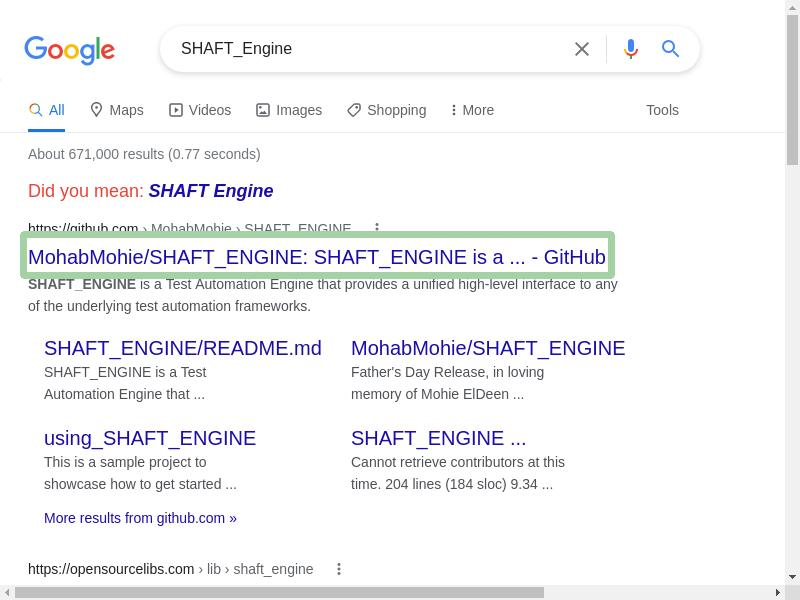 Google
SHAFT_Engine
All Maps Videos Images Shopping More Tools
About 671,000 results (0.77 seconds)
Did you mean: SHAFT Engine
https://github.com › MohabMohie › SHAFT_ENGINE
MohabMohie/SHAFT_ENGINE: SHAFT_ENGINE is a ... - GitHub
SHAFT_ENGINE is a Test Automation Engine that provides a unified high-level interface to any
of the underlying test automation frameworks.
SHAFT_ENGINE/README.md
SHAFT_ENGINE is a Test
Automation Engine that ...
MohabMohie/SHAFT_ENGINE
Father's Day Release, in loving
memory of Mohie ElDeen ...
using_SHAFT_ENGINE
This is a sample project to
showcase how to get started ...
SHAFT_ENGINE ...
Cannot retrieve contributors at this
time. 204 lines (184 sloc) 9.34 ...
More results from github.com »
https://opensourcelibs.com › lib › shaft_engine